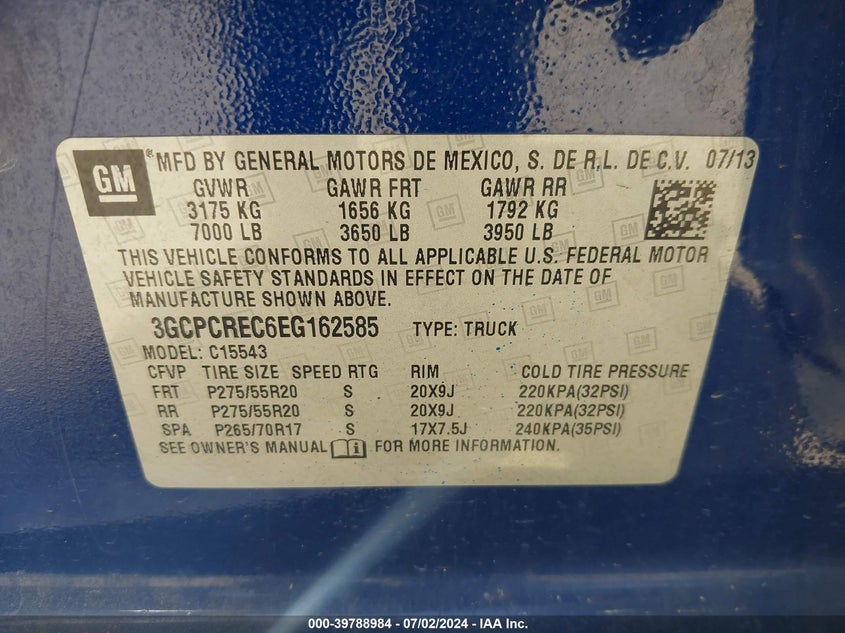 GM ® MFD BY GENERAL MOTORS DE MEXICO, S. DE R.L. DE C.V. 07/13
GVWR GAWR FRT GAWR RR
3175 KG 1656 KG 1792 KG
7000 LB 3650 LB 3950 LB
THIS VEHICLE CONFORMS TO ALL APPLICABLE U.S. FEDERAL MOTOR
VEHICLE SAFETY STANDARDS IN EFFECT ON THE DATE OF
MANUFACTURE SHOWN ABOVE.
3GCPCREC6EG162585 TYPE: TRUCK
MODEL: C15543
CFVP TIRE SIZE SPEED RTG RIM COLD TIRE PRESSURE
FRT P275/55R20 S 20X9J 220KPA(32PSI)
RR P275/55R20 S 20X9J 220KPA(32PSI)
SPA P265/70R17 S 17X7.5J 240KPA(35PSI)
SEE OWNER'S MANUAL FOR MORE INFORMATION.
000-39788984 - 07/02/2024 - IAA Inc.